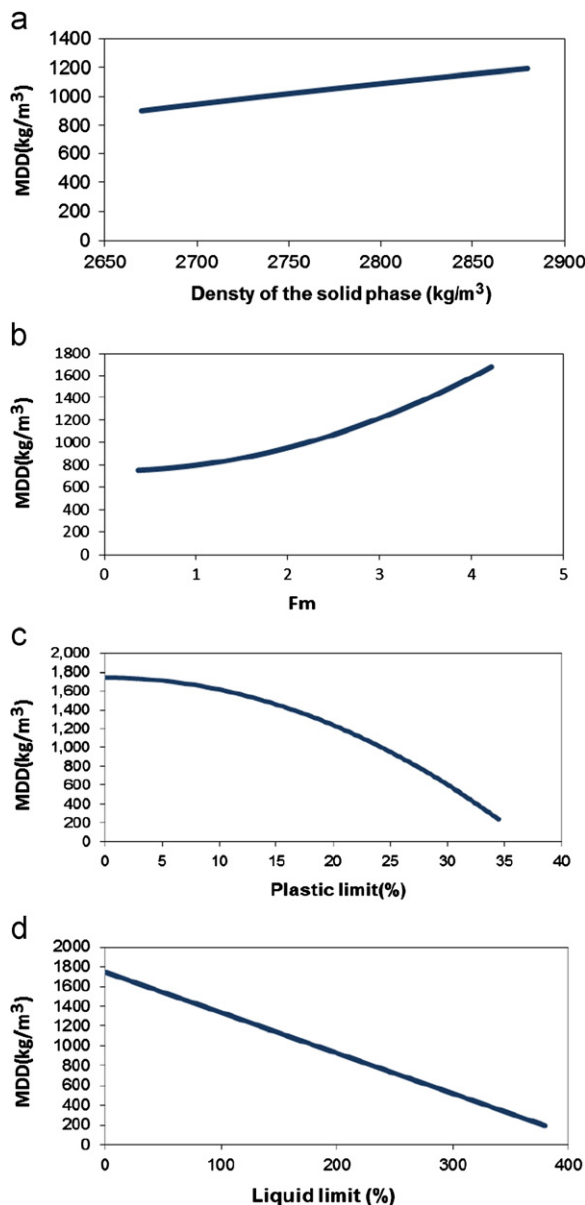 a
1400
1200
1000
800
600
400
200
0
2650 2700 2750 2800 2850 2900
MDD(kg/m³)
Densty of the solid phase (kg/m³)
b
1800
1600
1400
1200
1000
800
600
400
200
0
0 1 2 3 4 5
MDD(kg/m³)
Fm
c
2,000
1,800
1,600
1,400
1,200
1,000
800
600
400
200
0
0 5 10 15 20 25 30 35 40
MDD(kg/m³)
Plastic limit(%)
d
2000
1800
1600
1400
1200
1000
800
600
400
200
0
0 100 200 300 400
MDD(kg/m³)
Liquid limit (%)